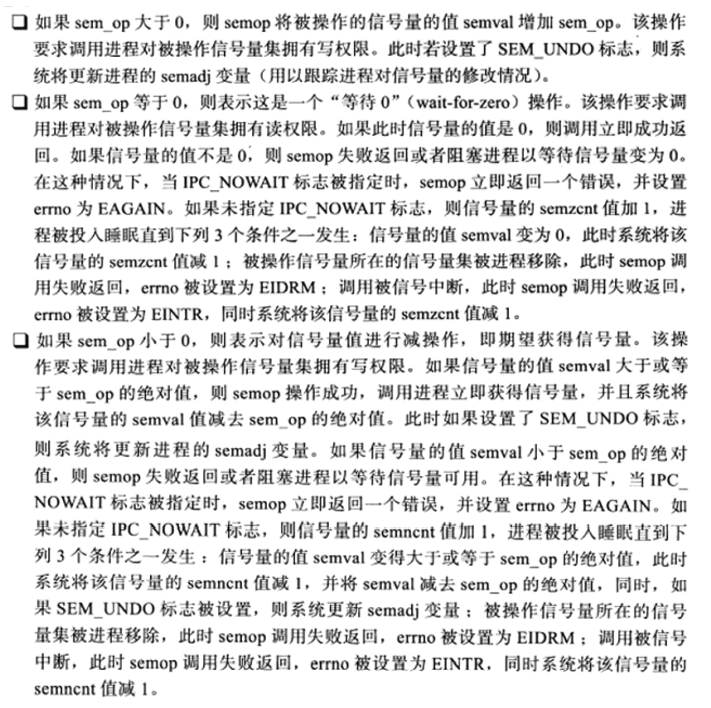 ❏ 如果 sem_op 大于 0，则 semop 将被操作的信号量的值 semval 增加 sem_op。该操作
要求调用进程对被操作信号量集拥有写权限。此时若设置了 SEM_UNDO 标志，则系
统将更新进程的 semadj 变量（用以跟踪进程对信号量的修改情况）。
❏ 如果 sem_op 等于 0，则表示这是一个“等待 0”（wait-for-zero）操作。该操作要求调
用进程对被操作信号量集拥有读权限。如果此时信号量的值是 0，则调用立即成功返
回。如果信号量的值不是 0，则 semop 失败返回或者阻塞进程以等待信号量变为 0。
在这种情况下，当 IPC_NOWAIT 标志被指定时，semop 立即返回一个错误，并设置
errno 为 EAGAIN。如果未指定 IPC_NOWAIT 标志，则信号量的 semzcnt 值加 1，进
程被投入睡眠直到下列 3 个条件之一发生：信号量的值 semval 变为 0，此时系统将该
信号量的 semzcnt 值减 1；被操作信号量所在的信号量集被进程移除，此时 semop 调
用失败返回，errno 被设置为 EIDRM；调用被信号中断，此时 semop 调用失败返回，
errno 被设置为 EINTR，同时系统将该信号量的 semzcnt 值减 1。
❏ 如果 sem_op 小于 0，则表示对信号量值进行减操作，即期望获得信号量。该操
作要求调用进程对被操作信号量集拥有写权限。如果信号量的值 semval 大于或等
于 sem_op 的绝对值，则 semop 操作成功，调用进程立即获得信号量，并且系统将
该信号量的 semval 值减去 sem_op 的绝对值。此时如果设置了 SEM_UNDO 标志，
则系统将更新进程的 semadj 变量。如果信号量的值 semval 小于 sem_op 的绝对
值，则 semop 失败返回或者阻塞进程以等待信号量可用。在这种情况下，当 IPC_
NOWAIT 标志被指定时，semop 立即返回一个错误，并设置 errno 为 EAGAIN。如
果未指定 IPC_NOWAIT 标志，则信号量的 semncnt 值加 1，进程被投入睡眠直到下
列 3 个条件之一发生：信号量的值 semval 变得大于或等于 sem_op 的绝对值，此时
系统将该信号量的 semncnt 值减 1，并将 semval 减去 sem_op 的绝对值，同时，如
果 SEM_UNDO 标志被设置，则系统更新 semadj 变量；被操作信号量所在的信号
量集被进程移除，此时 semop 调用失败返回，errno 被设置为 EIDRM；调用被信号
中断，此时 semop 调用失败返回，errno 被设置为 EINTR，同时系统将该信号量的
semncnt 值减 1。